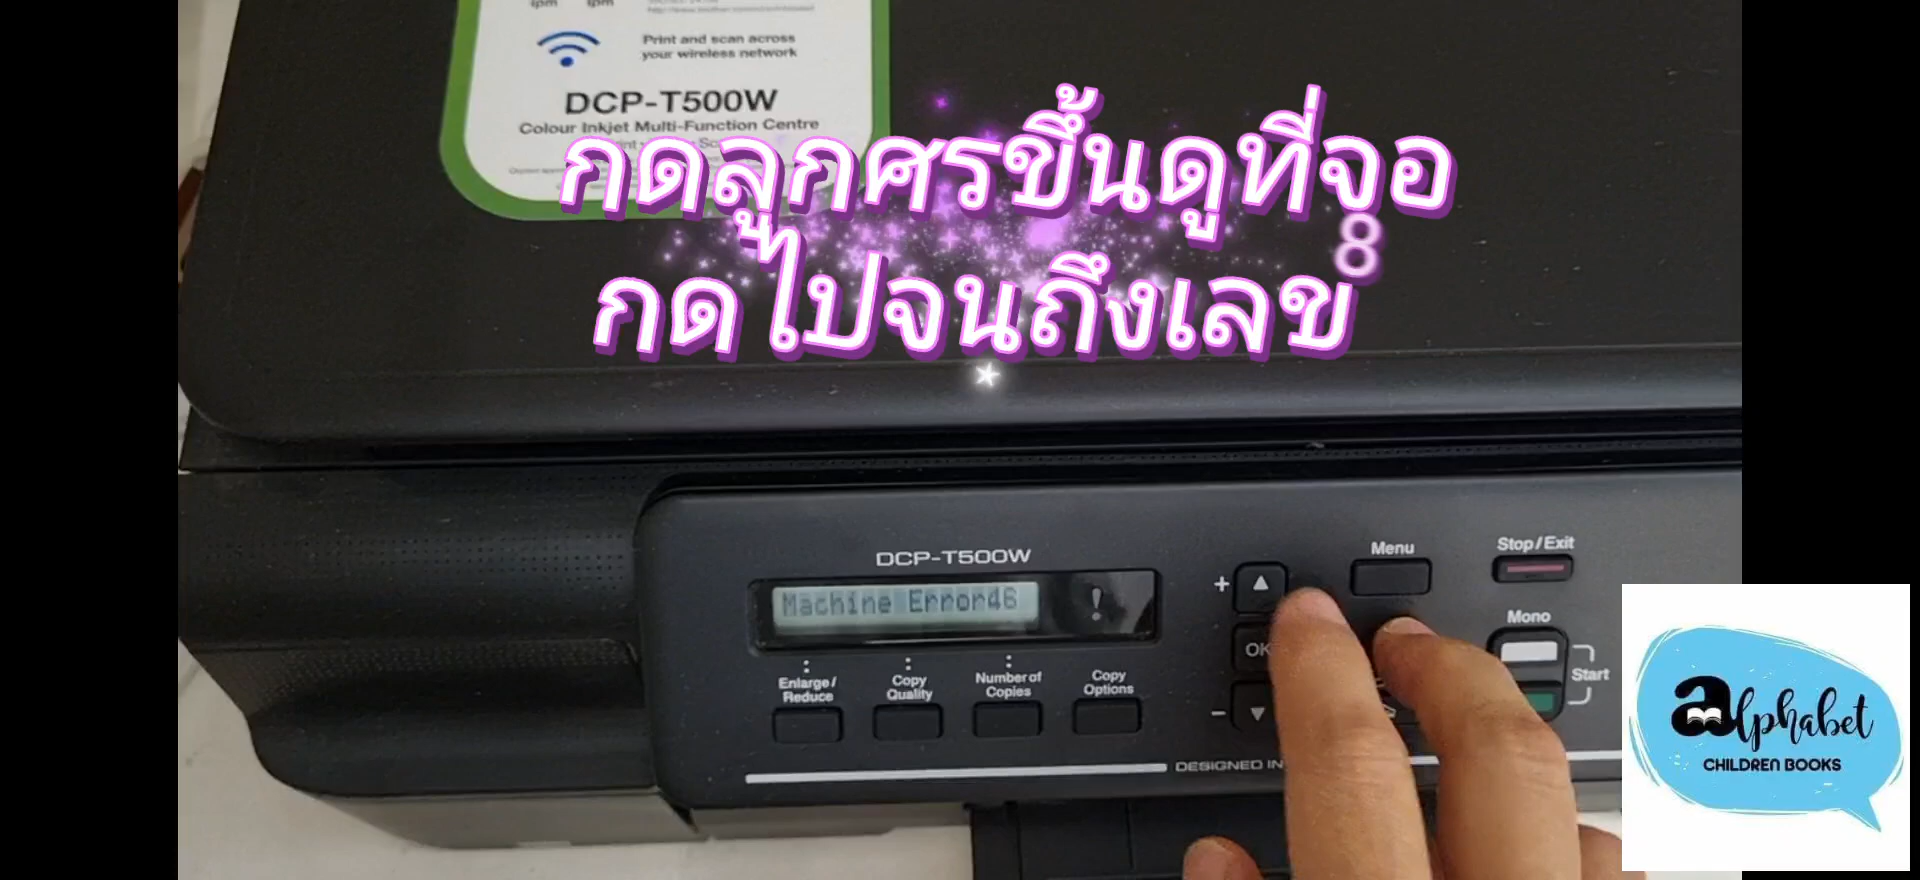 ipm ipm
Print and scan across
your wireless network
DCP-T500W
Colour Inkjet Multi-Function Centre
กดลูกศรขึ้นดูที่จอ
กดไปจนถึงเลข 8
DCP-T500W
Machine Error46
!
Menu
Stop/Exit
+
OK
Mono
Start
Enlarge/
Reduce
Copy
Quality
Number of
Copies
Copy
Options
DESIGNED IN
alphabet
CHILDREN BOOKS